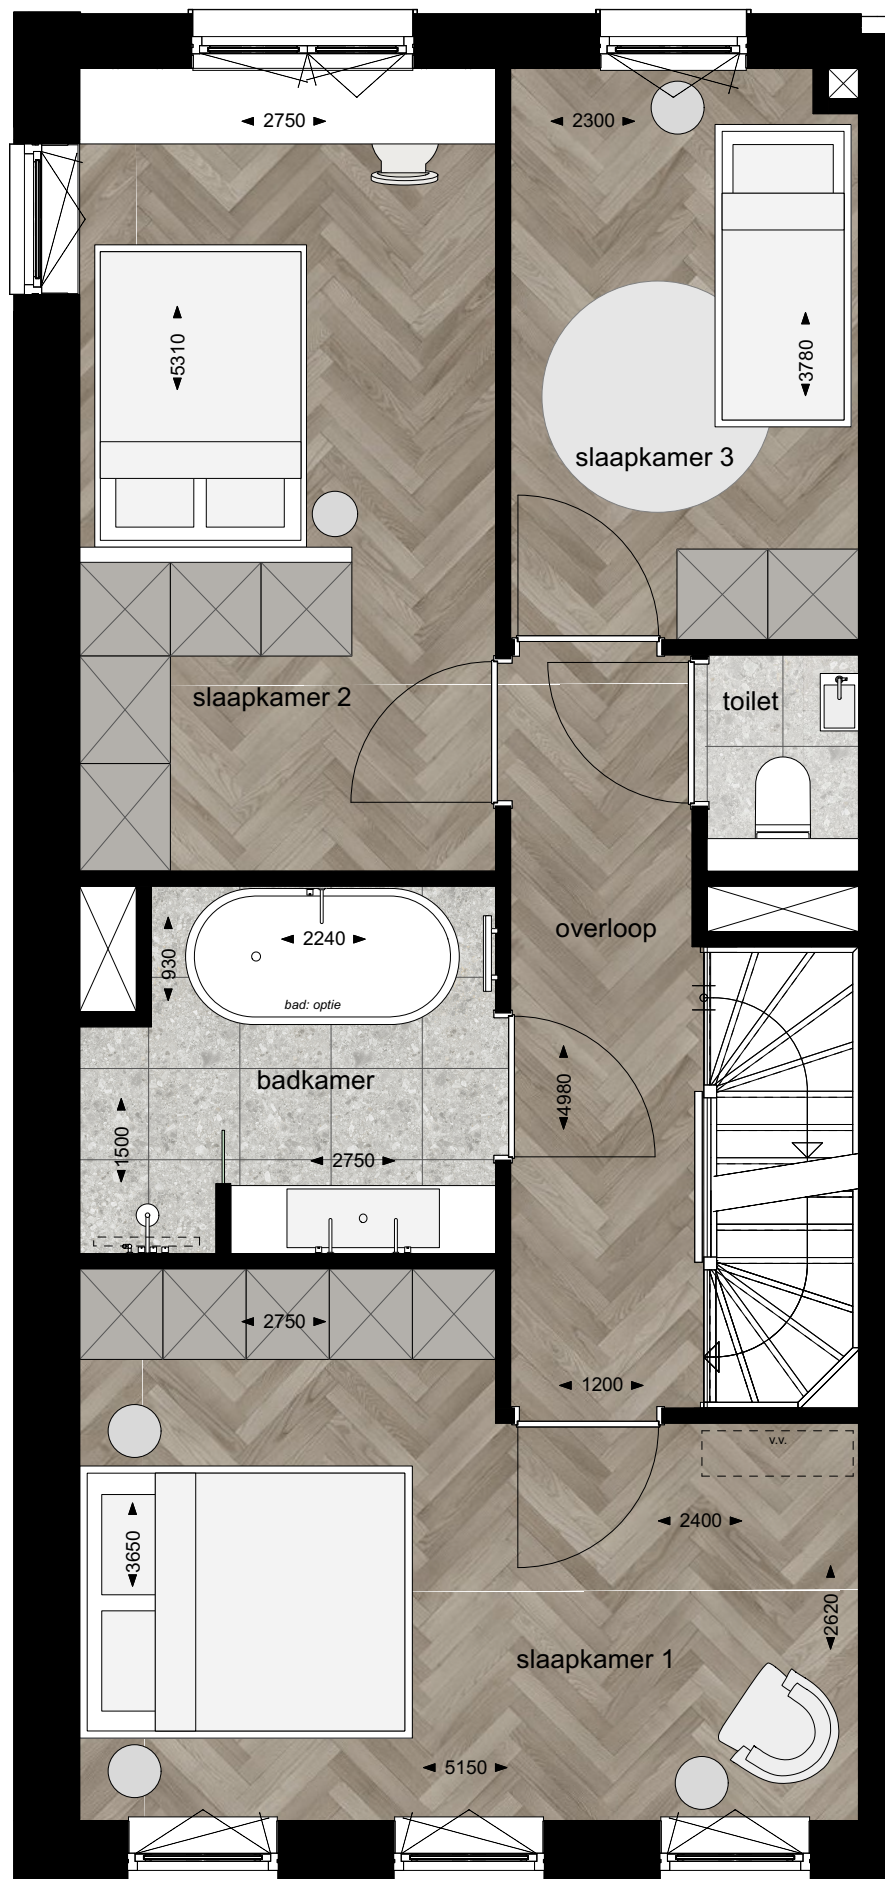 2750
2300
5310
3780
slaapkamer 3
slaapkamer 2
toilet
930
2240
overloop
bad: optie
badkamer
4980
1500
2750
2750
1200
v.v.
3650
2400
2620
slaapkamer 1
5150